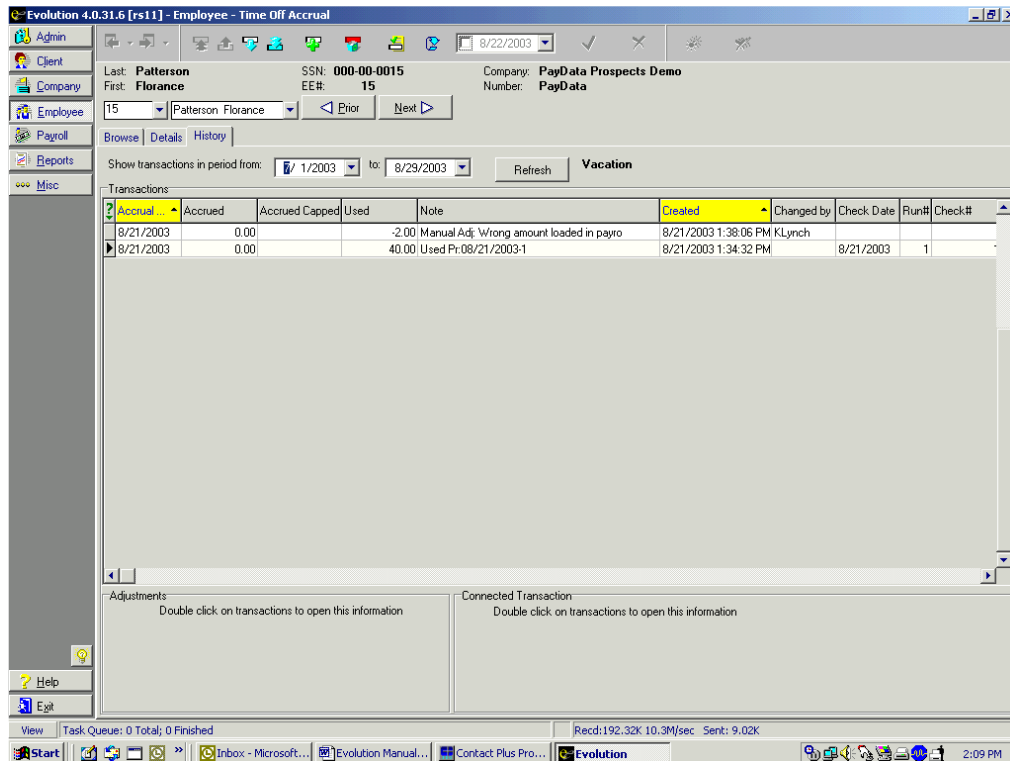 Evolution 4.0.31.6 [rs11] - Employee - Time Off Accrual
Admin
Client
Company
Employee
Payroll
Reports
Misc
8/22/2003
Last: Patterson SSN: 000-00-0015 Company: PayData Prospects Demo
First: Florance EE#: 15 Number: PayData
15 Patterson Florance Prior Next
Browse Details History
Show transactions in period from: 7/ 1/2003 to: 8/29/2003 Refresh Vacation
Transactions
? Accrual ... Accrued Accrued Capped Used Note Created Changed by Check Date Run# Check#
8/21/2003 0.00 -2.00 Manual Adj: Wrong amount loaded in payro 8/21/2003 1:38:06 PM KLynch
8/21/2003 0.00 40.00 Used Pr:08/21/2003-1 8/21/2003 1:34:32 PM 8/21/2003 1
Adjustments
Double click on transactions to open this information
Connected Transaction
Double click on transactions to open this information
Help
Exit
View Task Queue: 0 Total; 0 Finished Recd:192.32K 10.3M/sec Sent: 9.02K
Start » Inbox - Microsoft... Evolution Manual... Contact Plus Pro... Evolution 2:09 PM